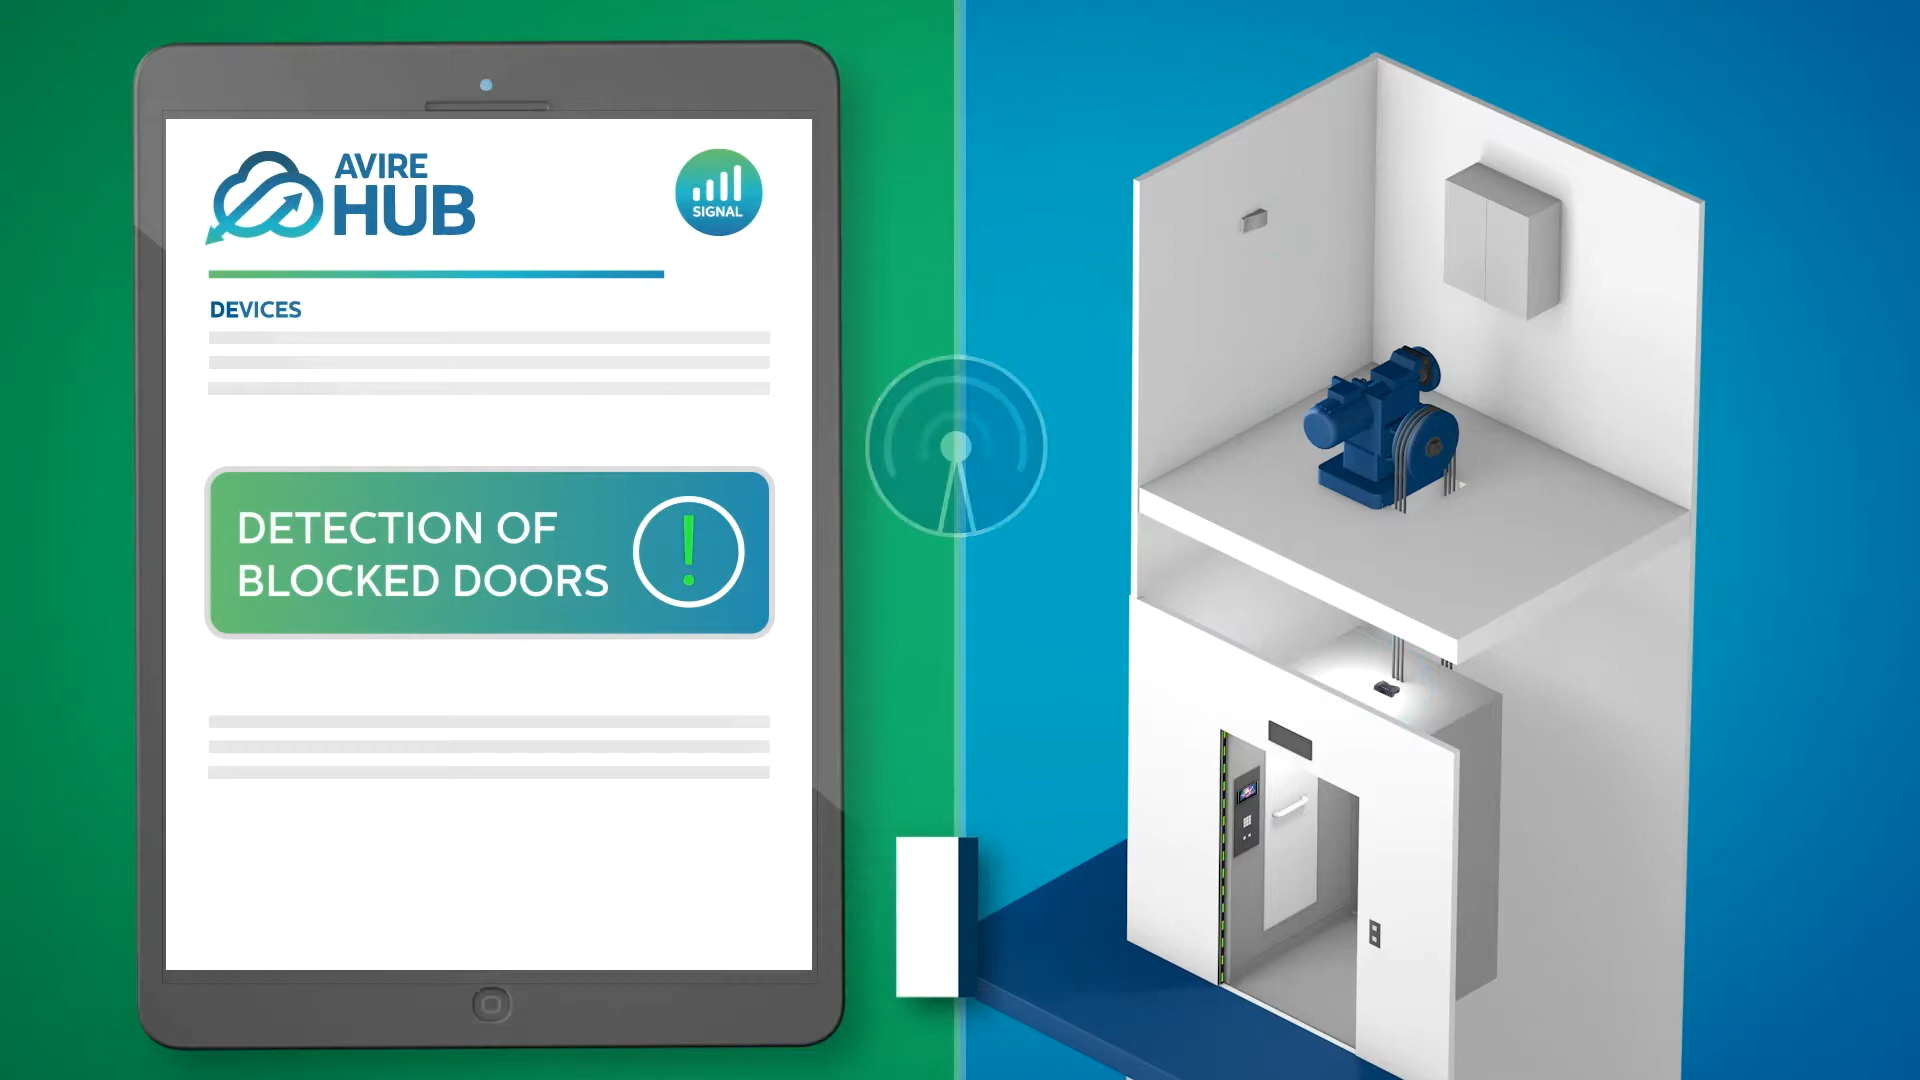 AVIRE
HUB
SIGNAL
DEVICES
DETECTION OF
BLOCKED DOORS
!